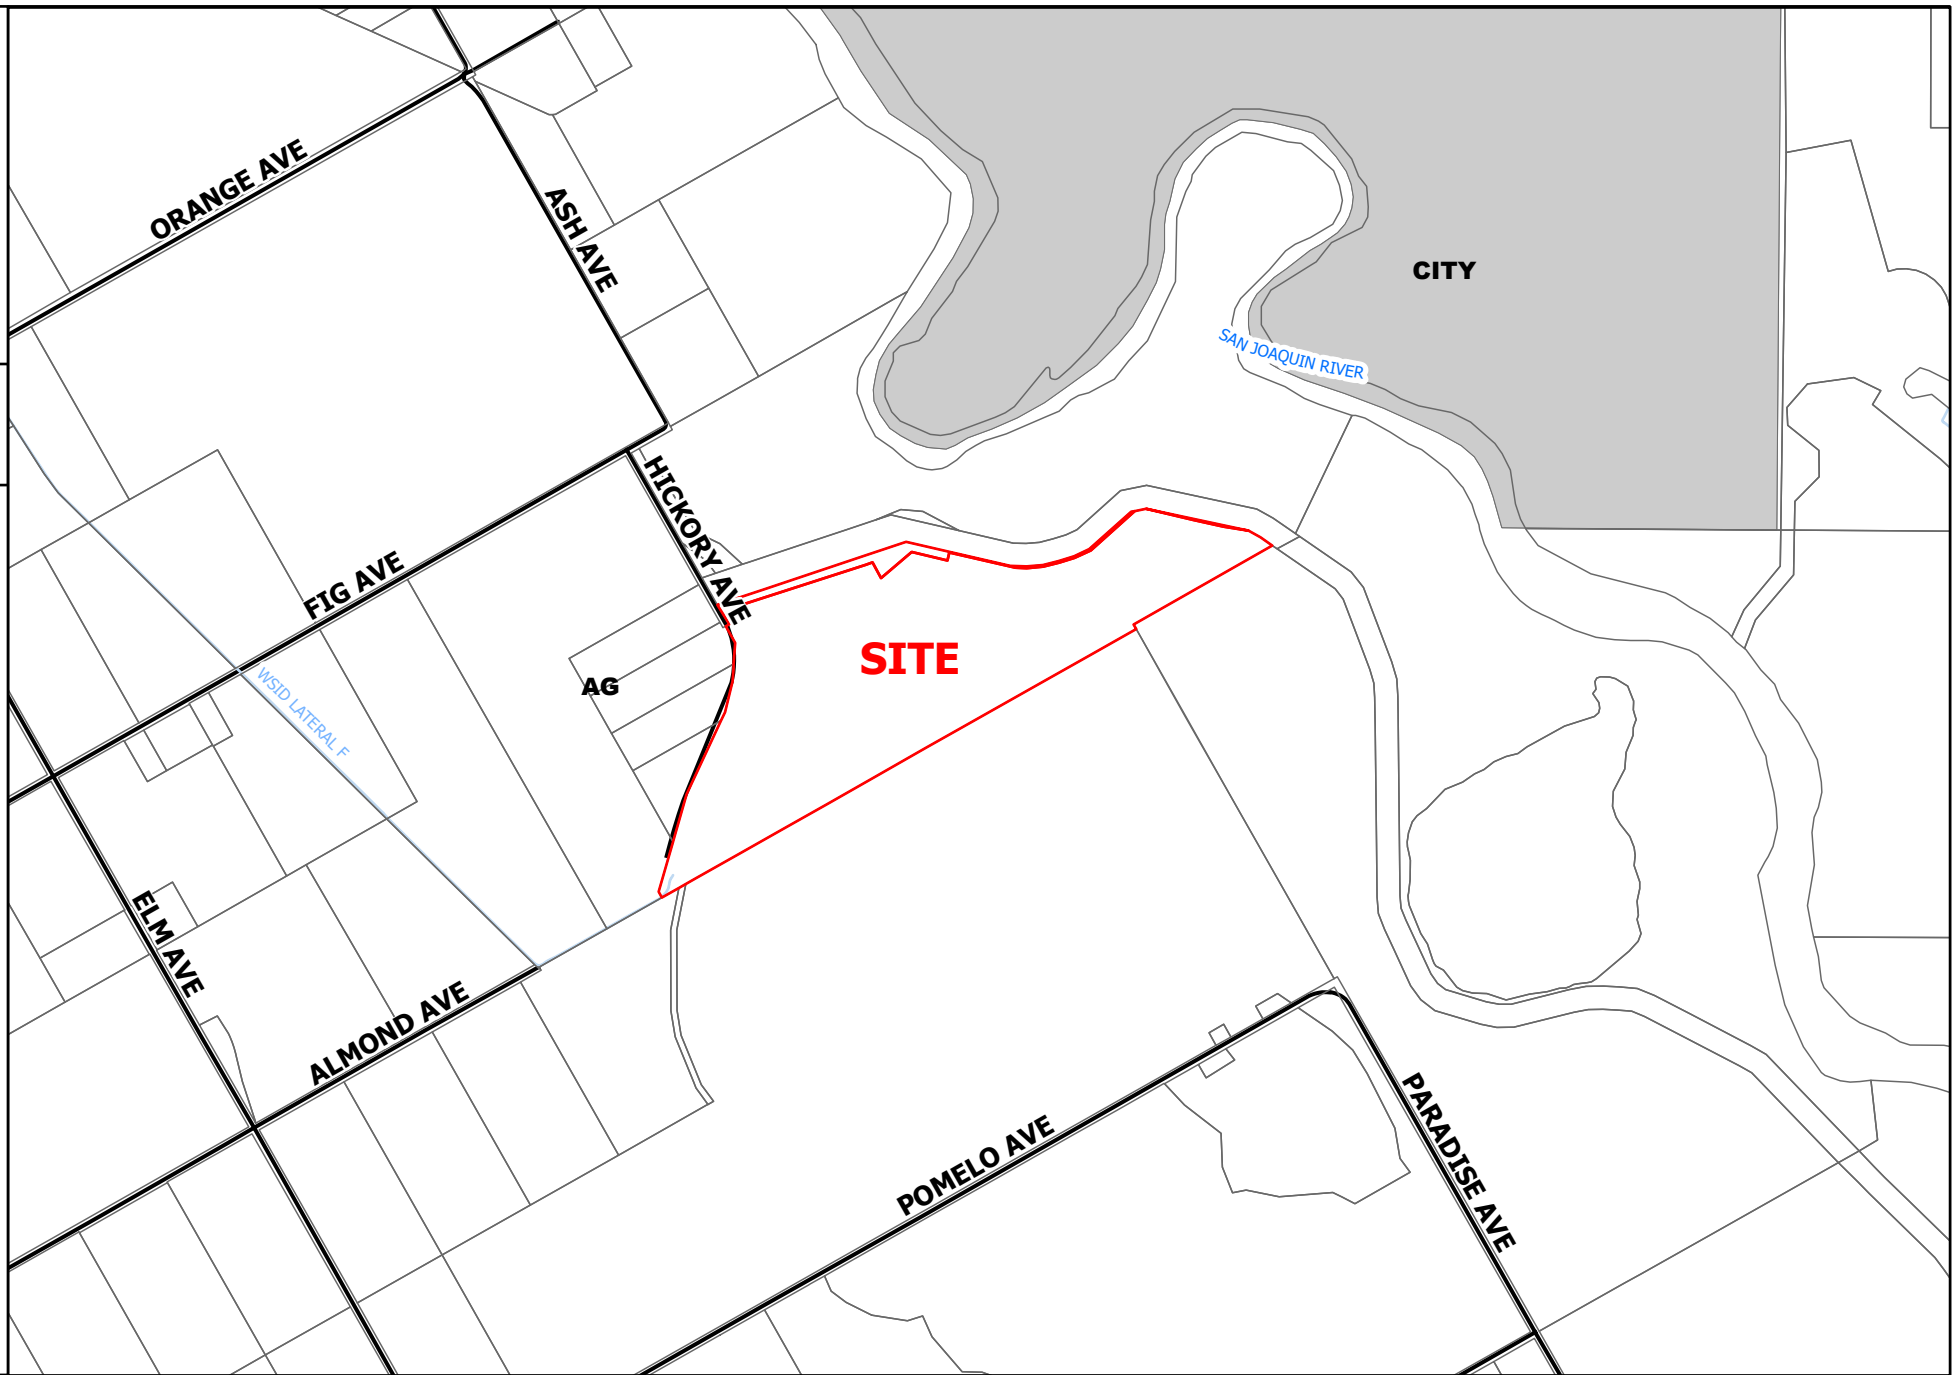 ORANGE AVE
ASH AVE
CITY
SAN JOAQUIN RIVER
HICKORY AVE
FIG AVE
SITE
AG
WSID LATERAL F
ELM AVE
ALMOND AVE
POMELO AVE
PARADISE AVE